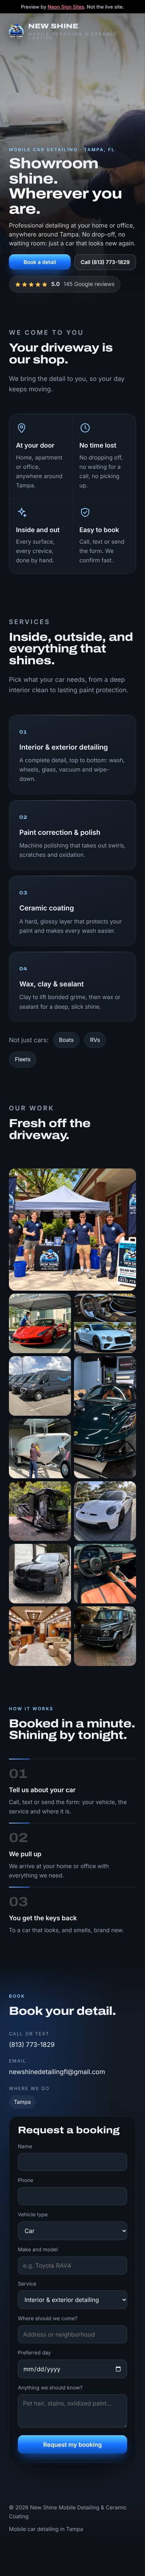 Preview by Neon Sign Sites. Not the live site.
NEW SHINE
MOBILE DETAILING & CERAMIC COATING
MOBILE CAR DETAILING · TAMPA, FL
Showroom
shine.
Wherever you
are.
Professional detailing at your home or office,
anywhere around Tampa. No drop-off, no
waiting room: just a car that looks new again.
Book a detail
Call (813) 773-1829
★★★★★ 5.0 145 Google reviews
WE COME TO YOU
Your driveway is
our shop.
We bring the detail to you, so your day
keeps moving.
At your door
Home, apartment
or office,
anywhere around
Tampa.
No time lost
No dropping off,
no waiting for a
call, no picking
up.
Inside and out
Every surface,
every crevice,
done by hand.
Easy to book
Call, text or send
the form. We
confirm fast.
SERVICES
Inside, outside, and
everything that
shines.
Pick what your car needs, from a deep
interior clean to lasting paint protection.
01
Interior & exterior detailing
A complete detail, top to bottom: wash,
wheels, glass, vacuum and wipe-
down.
02
Paint correction & polish
Machine polishing that takes out swirls,
scratches and oxidation.
03
Ceramic coating
A hard, glossy layer that protects your
paint and makes every wash easier.
04
Wax, clay & sealant
Clay to lift bonded grime, then wax or
sealant for a deep, slick shine.
Not just cars:
Boats
RVs
Fleets
OUR WORK
Fresh off the
driveway.
HOW IT WORKS
Booked in a minute.
Shining by tonight.
01
Tell us about your car
Call, text or send the form: your vehicle, the
service and where it is.
02
We pull up
We arrive at your home or office with
everything we need.
03
You get the keys back
To a car that looks, and smells, brand new.
BOOK
Book your detail.
CALL OR TEXT
(813) 773-1829
EMAIL
newshinedetailingfl@gmail.com
WHERE WE GO
Tampa
Request a booking
Name
Phone
Vehicle type
Car
Make and model
e.g. Toyota RAV4
Service
Interior & exterior detailing
Where should we come?
Address or neighborhood
Preferred day
mm/dd/yyyy
Anything we should know?
Pet hair, stains, oxidized paint...
Request my booking
© 2026 New Shine Mobile Detailing & Ceramic
Coating
Mobile car detailing in Tampa